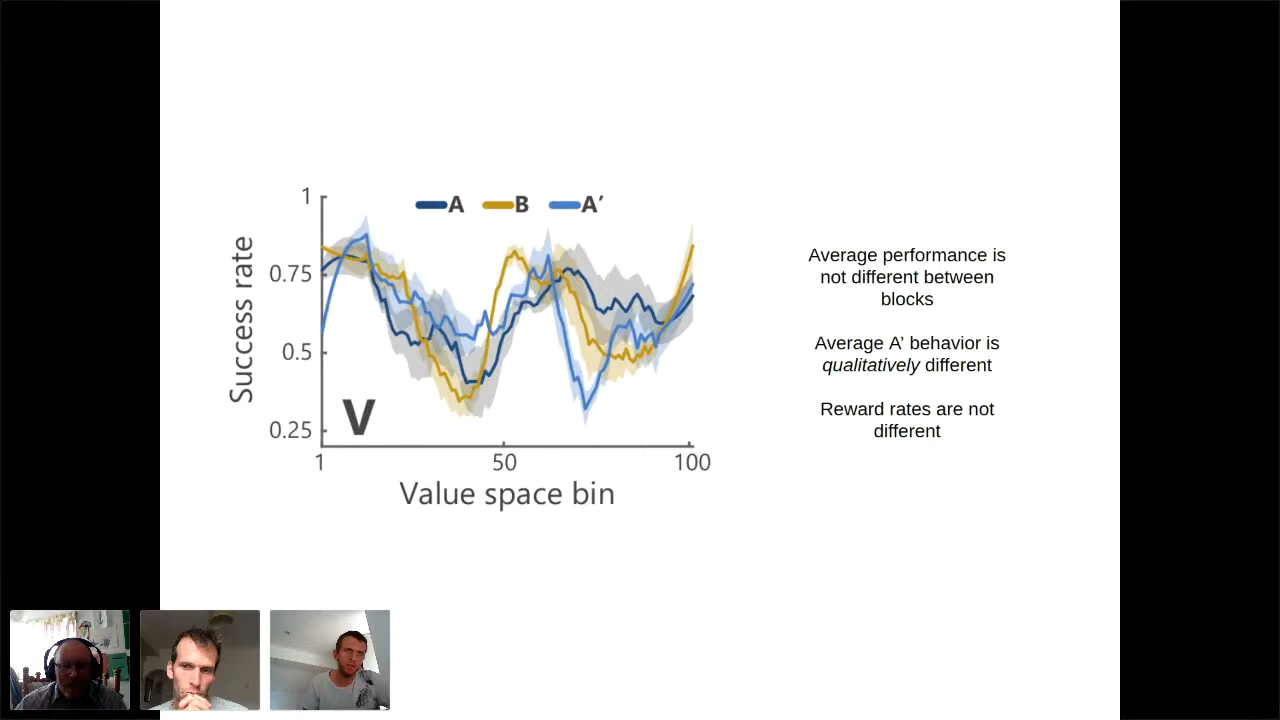 1
A B A’
0.75
0.5
0.25
Success rate
V
1 50 100
Value space bin
Average performance is
not different between
blocks
Average A’ behavior is
qualitatively different
Reward rates are not
different